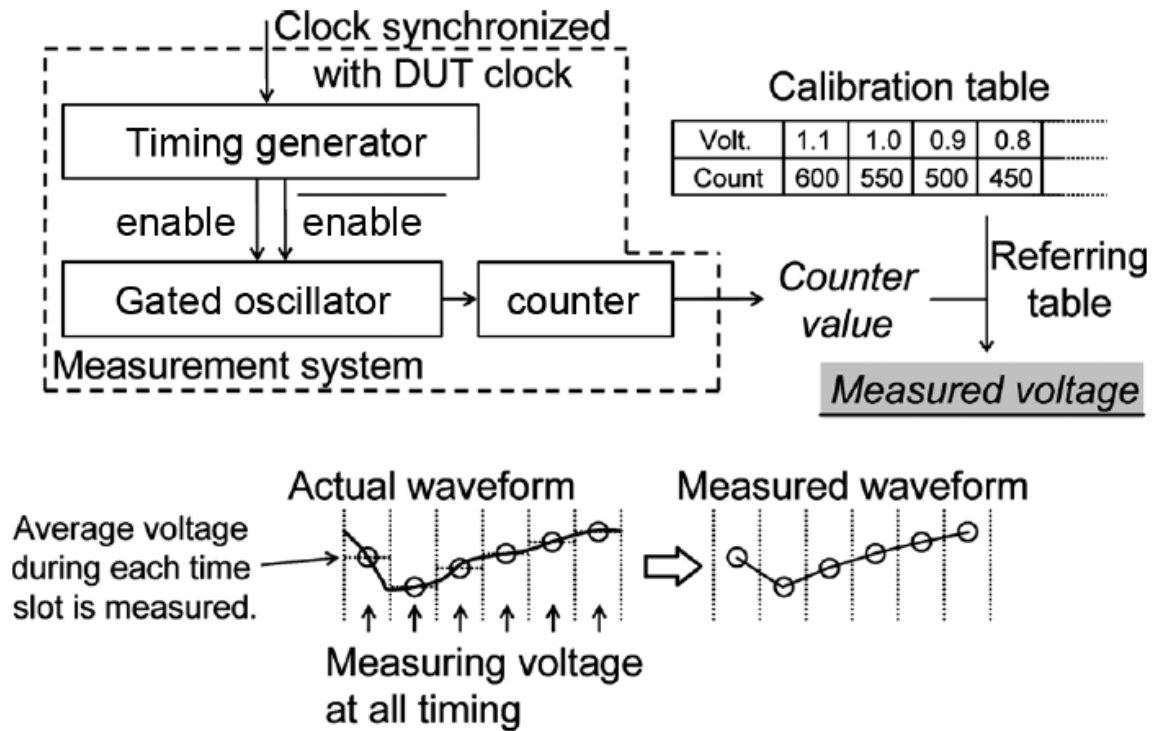 Clock synchronized
with DUT clock
Timing generator
enable enable
Gated oscillator
counter
Measurement system
Calibration table
Volt. 1.1 1.0 0.9 0.8
Count 600 550 500 450
Counter
value
Referring
table
Measured voltage
Actual waveform
Measured waveform
Average voltage
during each time
slot is measured.
Measuring voltage
at all timing